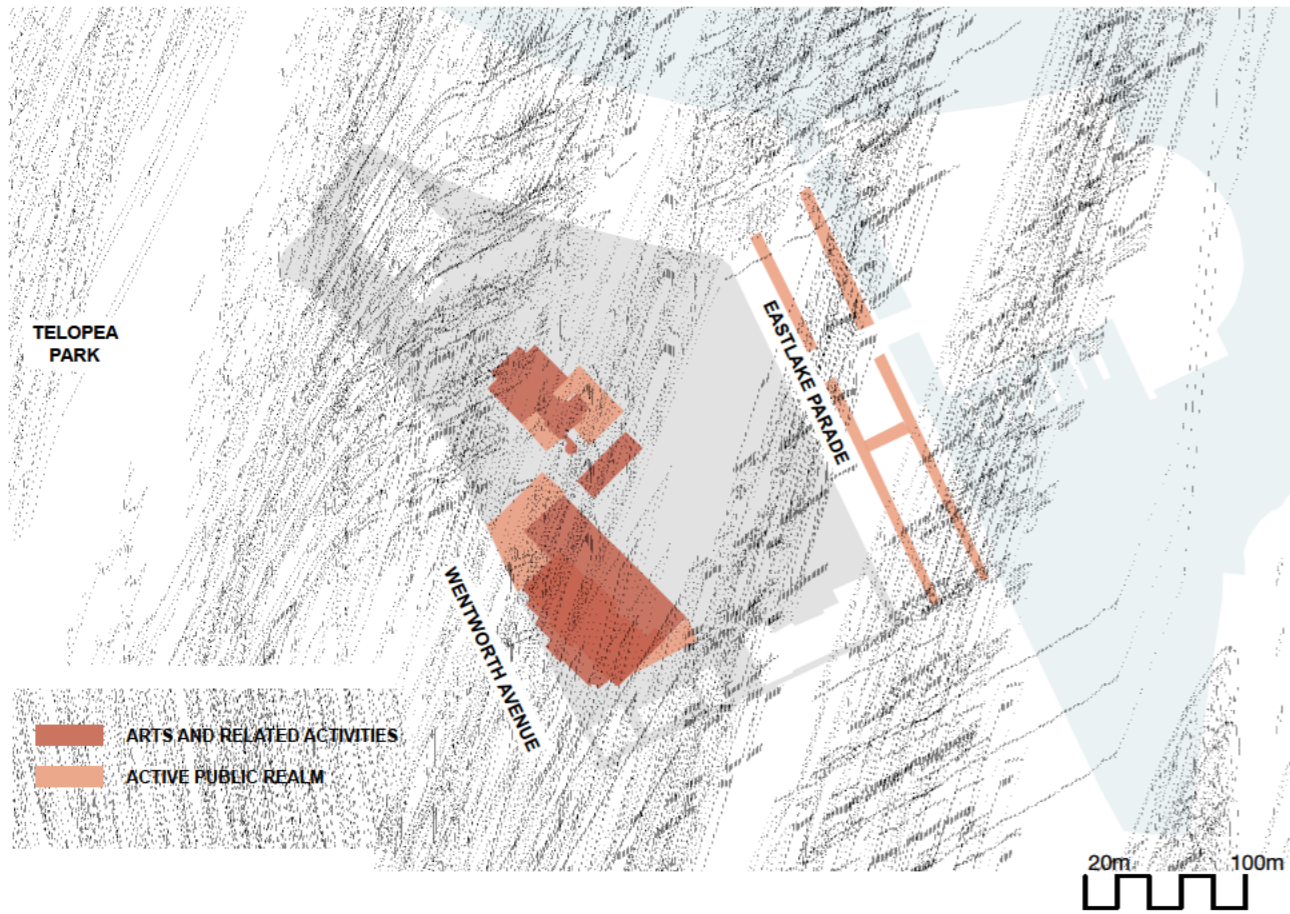 TELOPEA
PARK
EASTLAKE PARADE
WENTWORTH AVENUE
ARTS AND RELATED ACTIVITIES
ACTIVE PUBLIC REALM
20m 100m